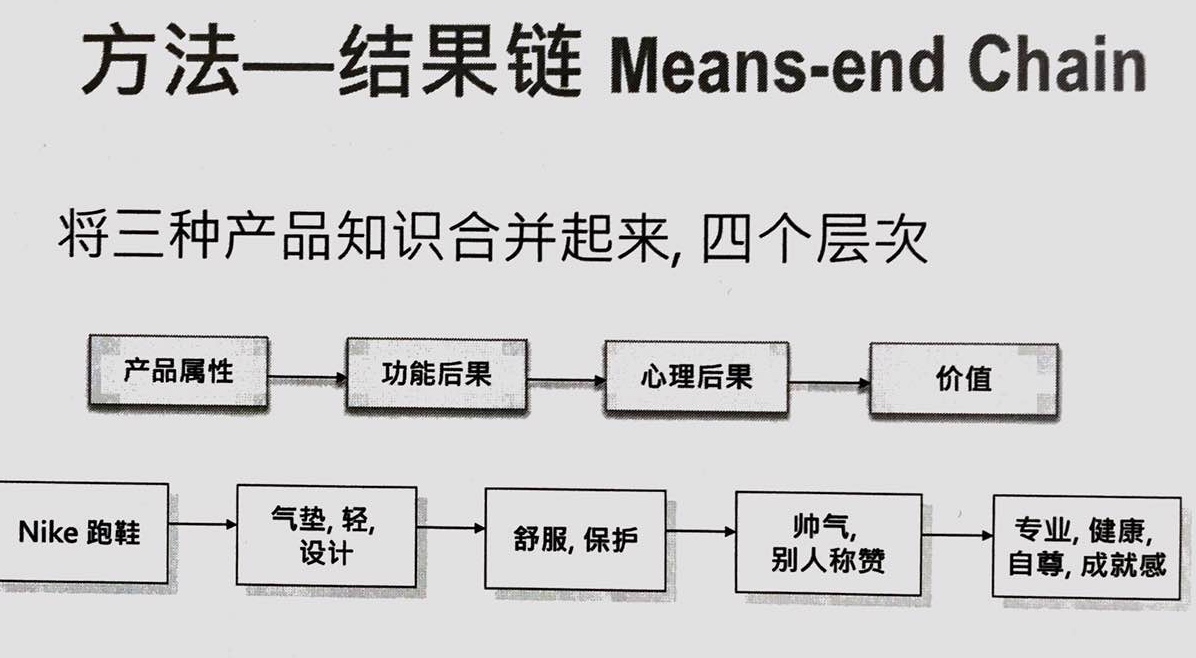 方法—结果链 Means-end Chain
将三种产品知识合并起来, 四个层次
产品属性
功能后果
心理后果
价值
Nike 跑鞋
气垫, 轻,
设计
舒服, 保护
帅气,
别人称赞
专业, 健康,
自尊, 成就感